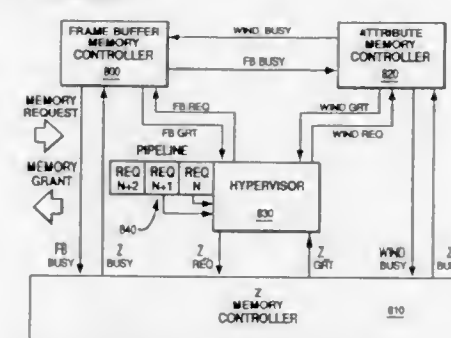 FRAME BUFFER
MEMORY
CONTROLLER
800
WIND. BUSY
FB BUSY
ATTRIBUTE
MEMORY
CONTROLLER
820
MEMORY
REQUEST
MEMORY
GRANT
FB REQ
FB GRT
WIND GRT
WIND REQ
PIPELINE
REQ
N+2
REQ
N+1
REQ
N
HYPERVISOR
830
840
FB
BUSY
Z
BUSY
Z
REQ
Z
GRT
WIND
BUSY
Z
BUS
Z
MEMORY
CONTROLLER
810